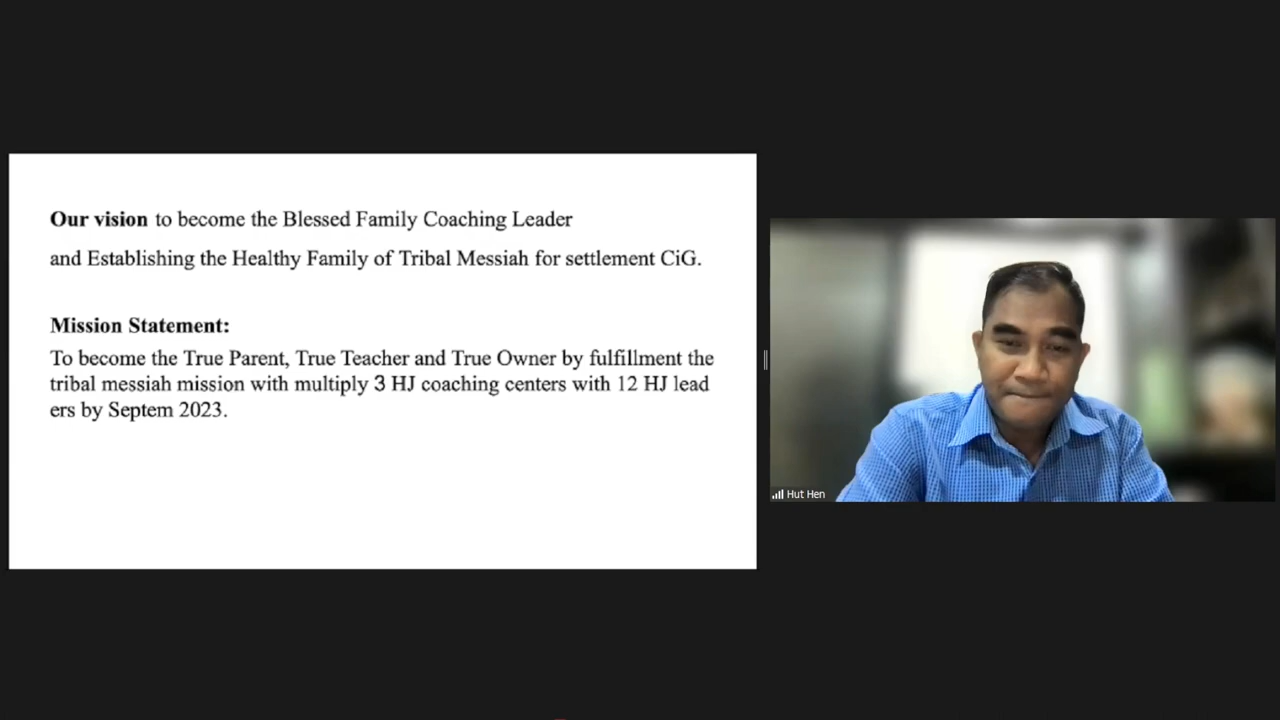 Our vision to become the Blessed Family Coaching Leader
and Establishing the Healthy Family of Tribal Messiah for settlement CiG.
Mission Statement:
To become the True Parent, True Teacher and True Owner by fulfillment the
tribal messiah mission with multiply 3 HJ coaching centers with 12 HJ lead
ers by Septem 2023.
Hut Hen